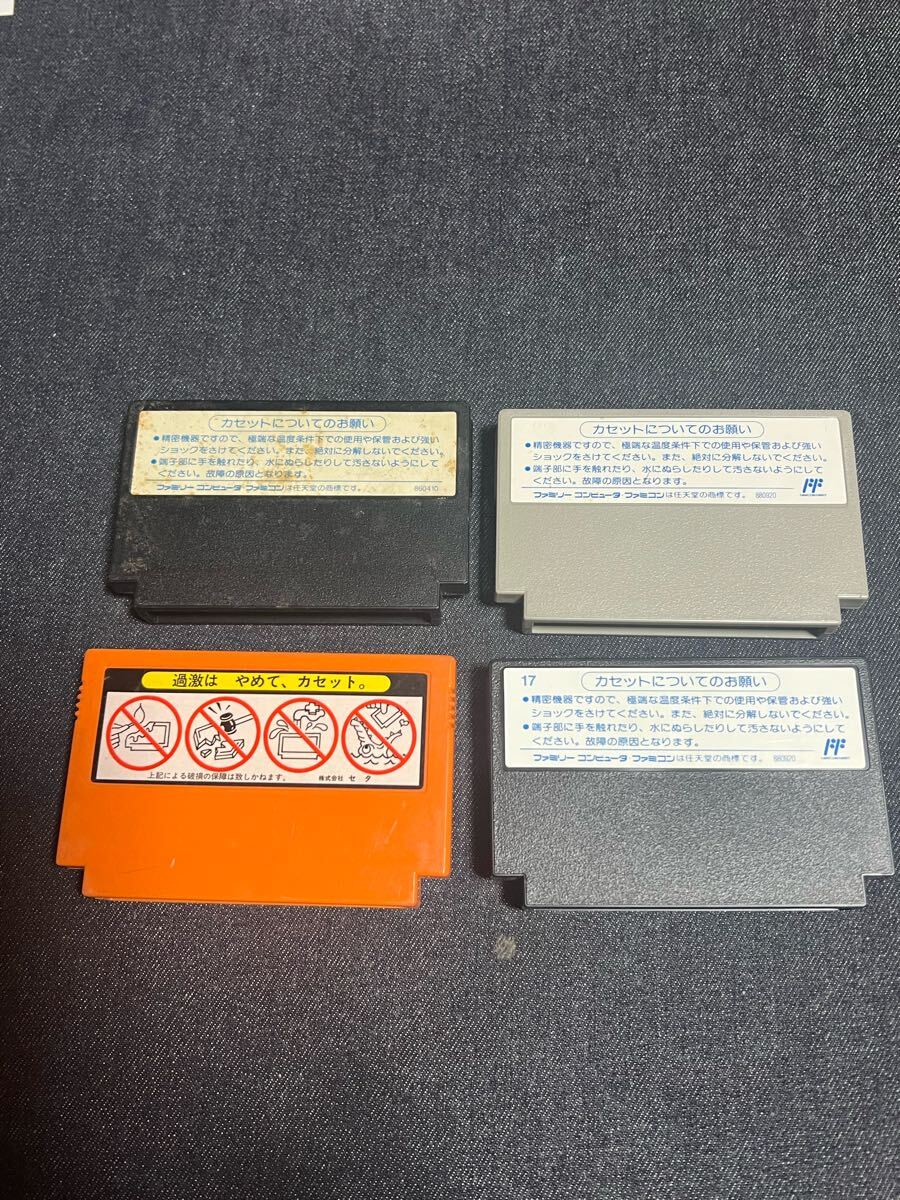 カセットについてのお願い
●精密機器ですので、極端な温度条件下での使用や保管および強い
ショックをさけてください。また、絶対に分解しないでください。
●端子部に手を触れたり、水にぬらしたりして汚さないようにして
ください。故障の原因となります。
ファミリー コンピュータ・ファミコンは任天堂の商標です。 860410
カセットについてのお願い
●精密機器ですので、極端な温度条件下での使用や保管および強い
ショックをさけてください。また、絶対に分解しないでください。
●端子部に手を触れたり、水にぬらしたりして汚さないようにして
ください。故障の原因となります。
ファミリー コンピュータ・ファミコンは任天堂の商標です。 880920
過激は やめて、カセット。
上記による破損の保障は致しかねます。 株式会社 セタ
17 カセットについてのお願い
●精密機器ですので、極端な温度条件下での使用や保管および強い
ショックをさけてください。また、絶対に分解しないでください。
●端子部に手を触れたり、水にぬらしたりして汚さないようにして
ください。故障の原因となります。
ファミリー コンピュータ・ファミコンは任天堂の商標です。 880920